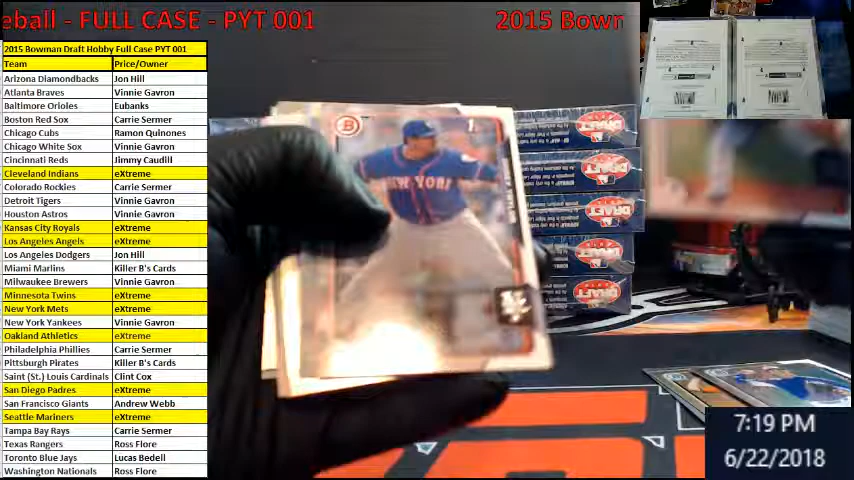 eball - FULL CASE - PYT 001
2015 Bowr
2015 Bowman Draft Hobby Full Case PYT 001
Team Price/Owner
Arizona Diamondbacks Jon Hill
Atlanta Braves Vinnie Gavron
Baltimore Orioles Eubanks
Boston Red Sox Carrie Sermer
Chicago Cubs Ramon Quinones
Chicago White Sox Vinnie Gavron
Cincinnati Reds Jimmy Caudill
Cleveland Indians eXtreme
Colorado Rockies Carrie Sermer
Detroit Tigers Vinnie Gavron
Houston Astros Vinnie Gavron
Kansas City Royals eXtreme
Los Angeles Angels eXtreme
Los Angeles Dodgers Jon Hill
Miami Marlins Killer B's Cards
Milwaukee Brewers Vinnie Gavron
Minnesota Twins eXtreme
New York Mets eXtreme
New York Yankees Vinnie Gavron
Oakland Athletics eXtreme
Philadelphia Phillies Carrie Sermer
Pittsburgh Pirates Killer B's Cards
Saint (St.) Louis Cardinals Clint Cox
San Diego Padres eXtreme
San Francisco Giants Andrew Webb
Seattle Mariners eXtreme
Tampa Bay Rays Carrie Sermer
Texas Rangers Ross Flore
Toronto Blue Jays Lucas Bedell
Washington Nationals Ross Flore
B
1st
NEW YORK
DRAFT
DRAFT
DRAFT
DRAFT
DRAFT
7:19 PM
6/22/2018